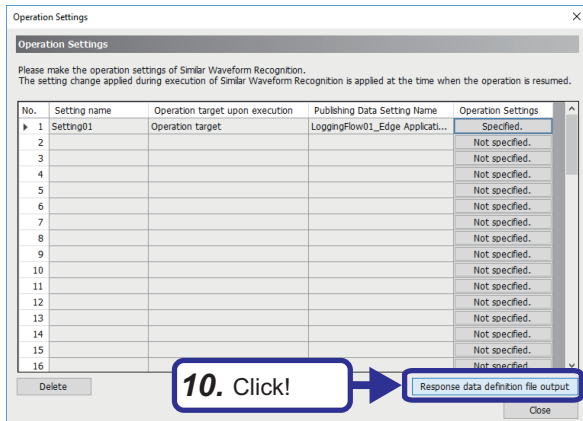 Operation Settings
Operation Settings
Please make the operation settings of Similar Waveform Recognition.
The setting change applied during execution of Similar Waveform Recognition is applied at the time when the operation is resumed.
No. Setting name Operation target upon execution Publishing Data Setting Name Operation Settings
1 Setting01 Operation target LoggingFlow01_Edge Applicati... Specified.
2 Not specified.
3 Not specified.
4 Not specified.
5 Not specified.
6 Not specified.
7 Not specified.
8 Not specified.
9 Not specified.
10 Not specified.
11 Not specified.
12 Not specified.
13 Not specified.
14 Not specified.
15 Not specified.
16 Not specified.
Delete 10. Click! Response data definition file output
Close